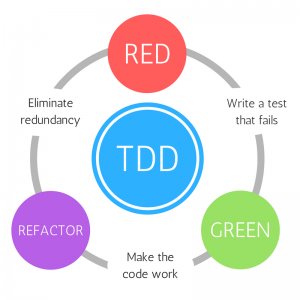 RED
Write a test
that fails
GREEN
Make the
code work
REFACTOR
Eliminate
redundancy
TDD